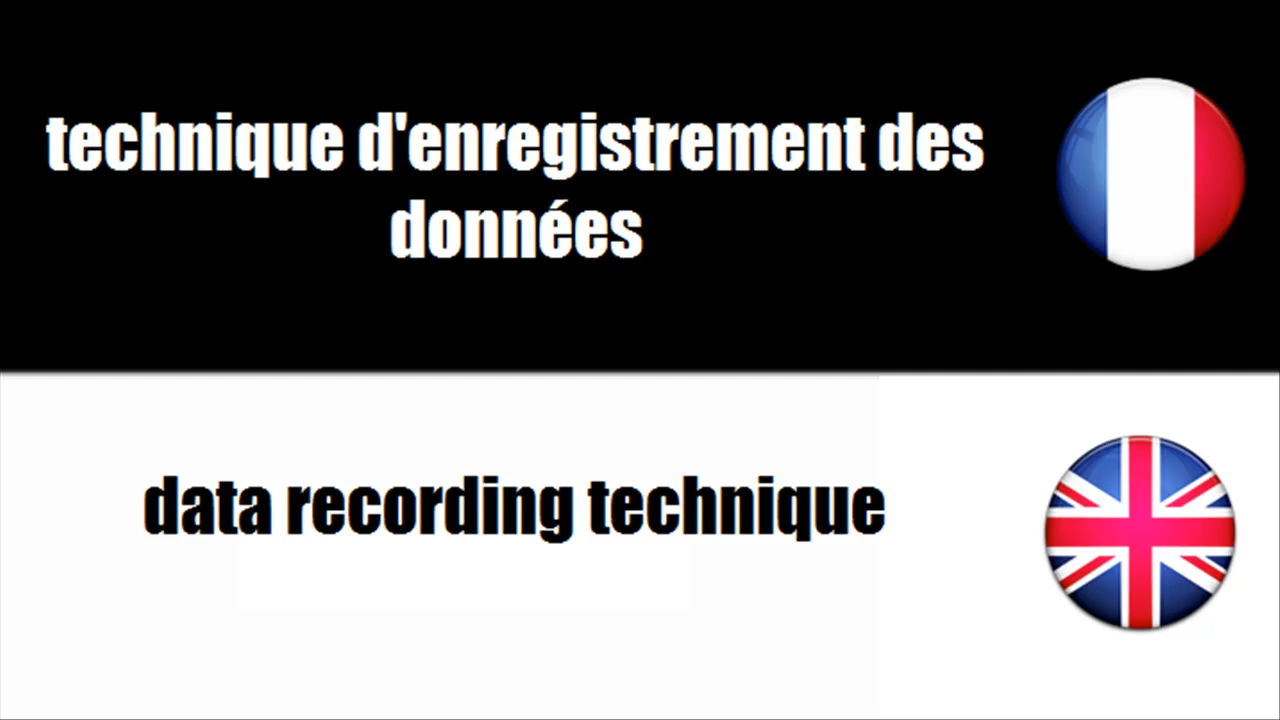 technique d'enregistrement des
données
data recording technique